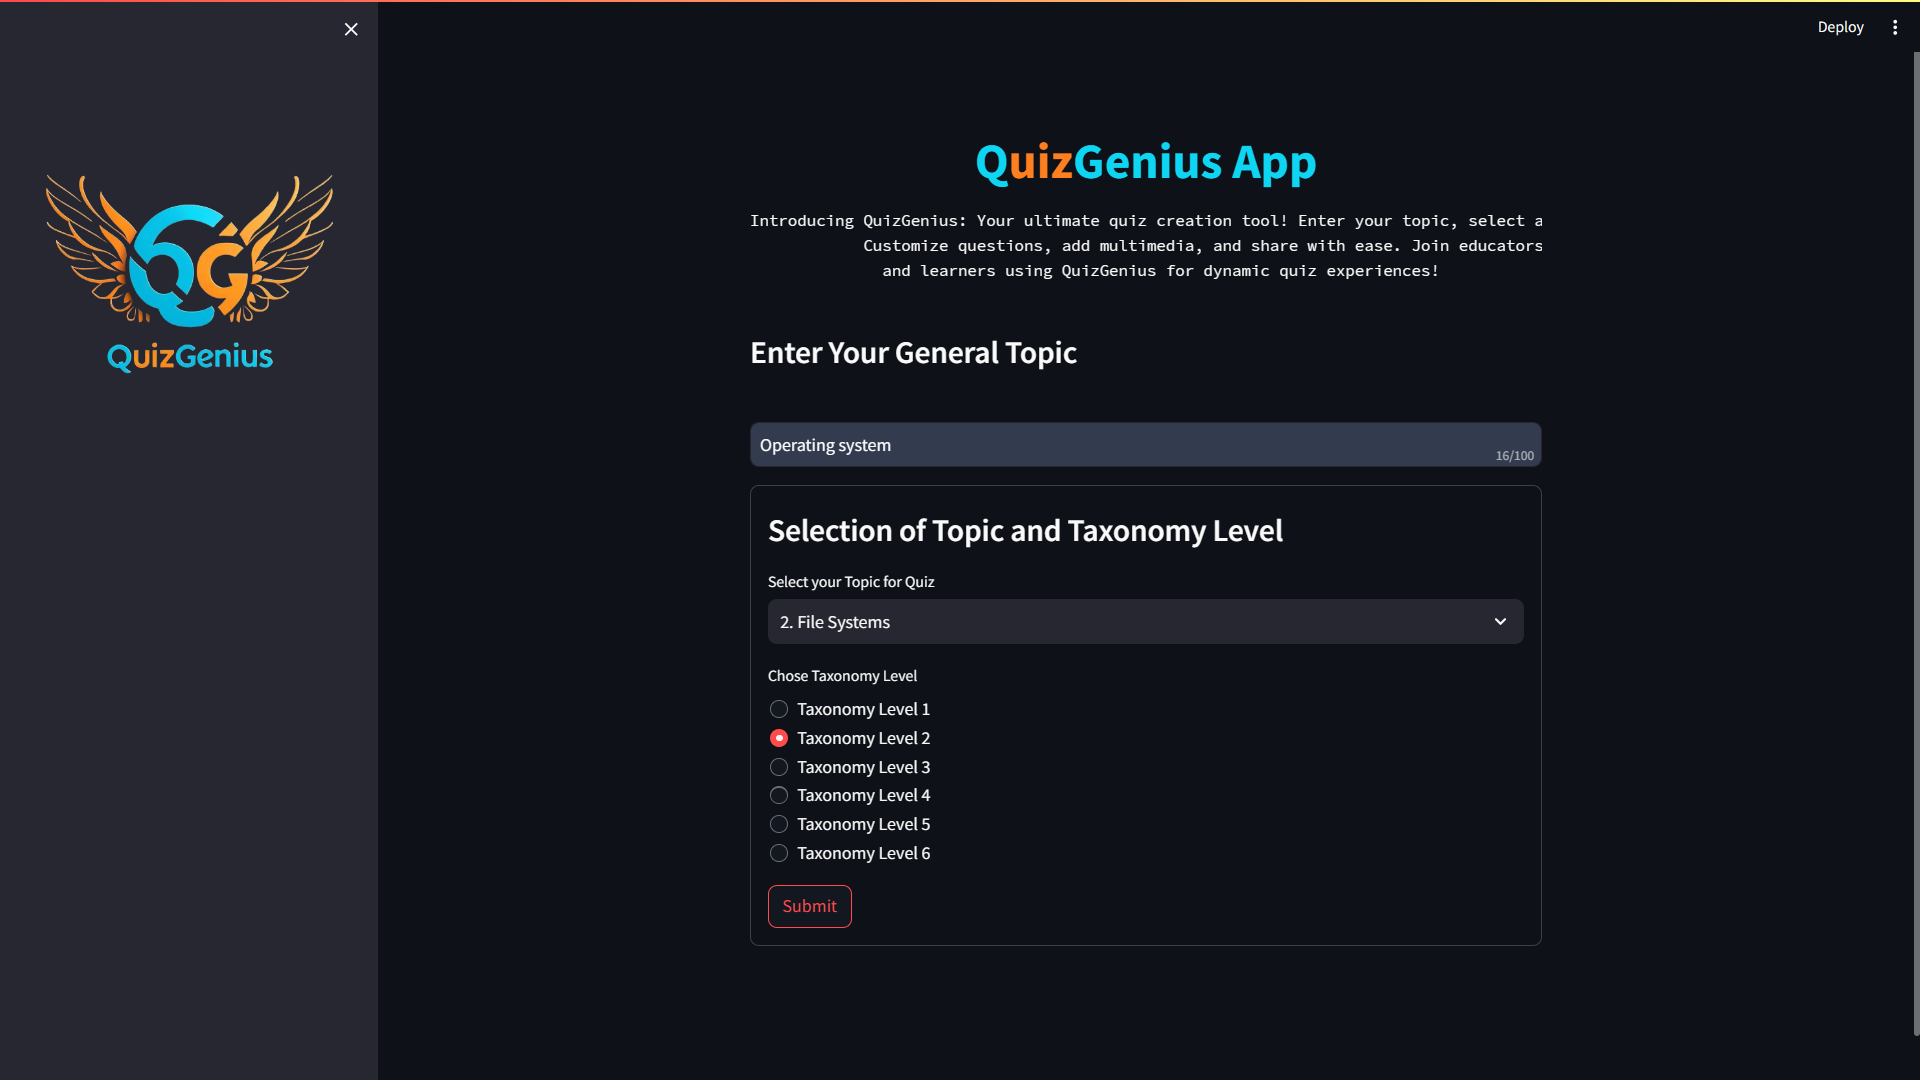 Deploy
QuizGenius
QuizGenius App
Introducing QuizGenius: Your ultimate quiz creation tool! Enter your topic, select a
Customize questions, add multimedia, and share with ease. Join educators
and learners using QuizGenius for dynamic quiz experiences!
Enter Your General Topic
Operating system
16/100
Selection of Topic and Taxonomy Level
Select your Topic for Quiz
2. File Systems
Chose Taxonomy Level
Taxonomy Level 1
Taxonomy Level 2
Taxonomy Level 3
Taxonomy Level 4
Taxonomy Level 5
Taxonomy Level 6
Submit